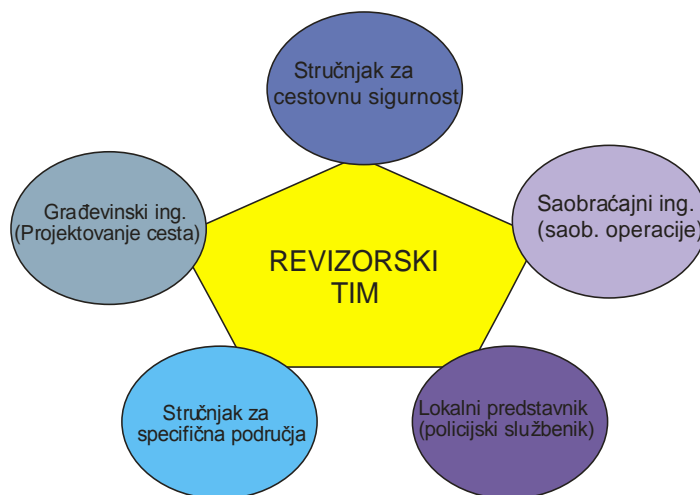 Stručnjak za
cestovnu sigurnost
Građevinski ing.
(Projektovanje cesta)
Saobraćajni ing.
(saob. operacije)
REVIZORSKI
TIM
Stručnjak za
specifična područja
Lokalni predstavnik
(policijski službenik)